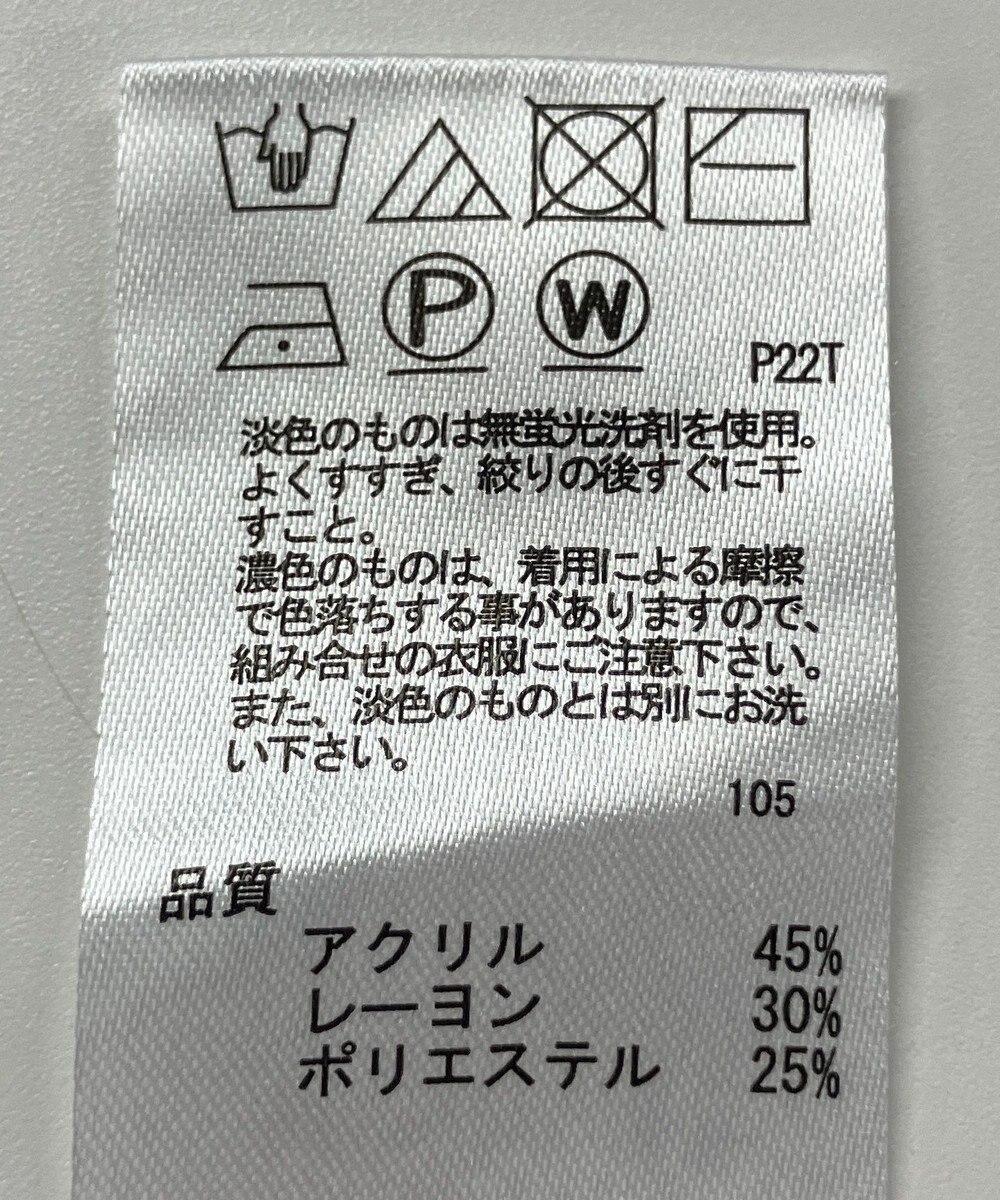 P
W
P22T
淡色のものは無蛍光洗剤を使用。
よくすすぎ、絞りの後すぐに干
すこと。
濃色のものは、着用による摩擦
で色落ちする事がありますので、
組み合せの衣服にご注意下さい。
また、淡色のものとは別にお洗
い下さい。
105
品質
アクリル 45%
レーヨン 30%
ポリエステル 25%